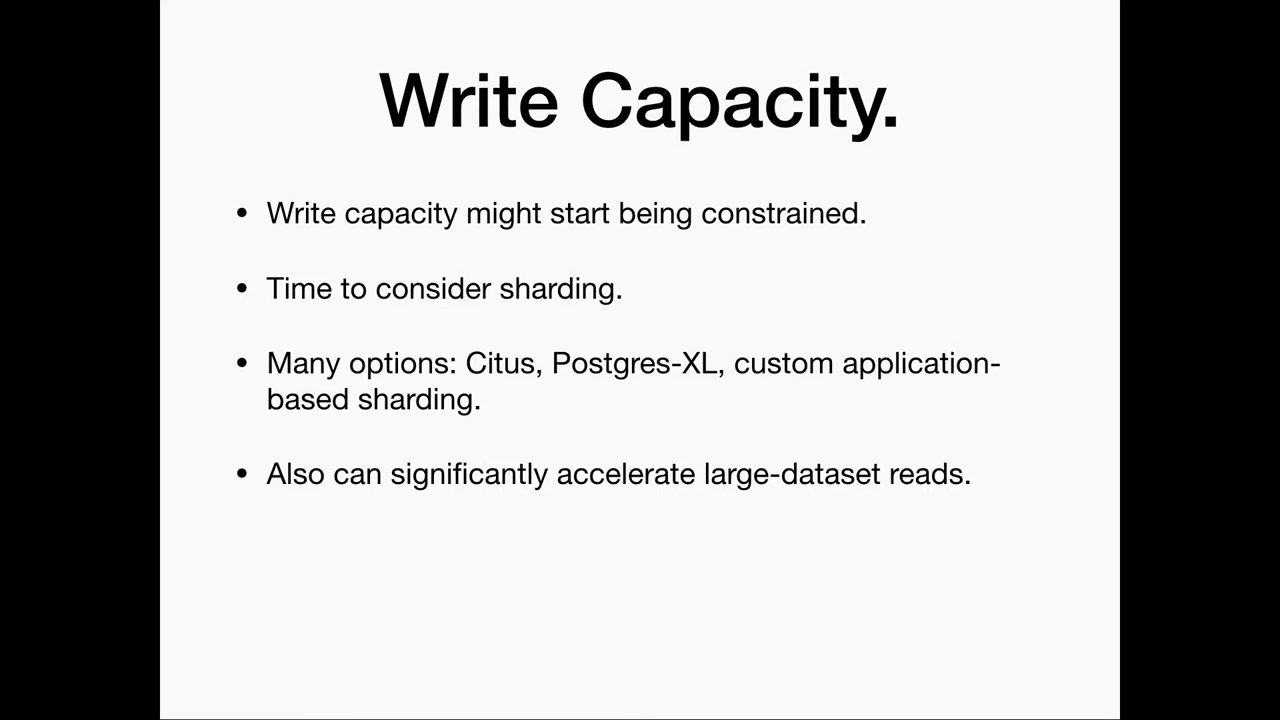 Write Capacity.
• Write capacity might start being constrained.
• Time to consider sharding.
• Many options: Citus, Postgres-XL, custom application-
based sharding.
• Also can significantly accelerate large-dataset reads.